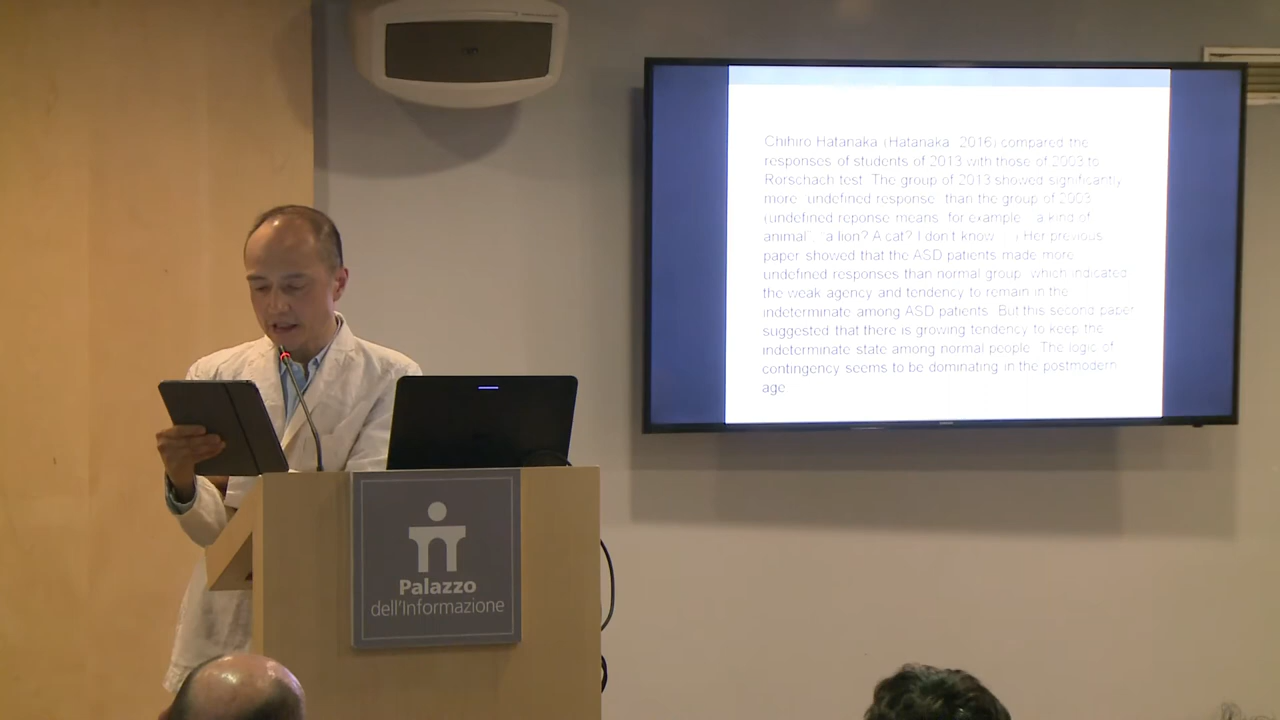 Chihiro Hatanaka (Hatanaka 2016) compared the
responses of students of 2013 with those of 2003 to
Rorschach test. The group of 2013 showed significantly
more "undefined response" than the group of 2003
(undefined reponse means, for example, "a kind of
animal", "a lion? A cat? I don't know ...") Her previous
paper showed that the ASD patients made more
undefined responses than normal group, which indicated
the weak agency and tendency to remain in the
indeterminate among ASD patients. But this second paper
suggested that there is growing tendency to keep the
indeterminate state among normal people. The logic of
contingency seems to be dominating in the postmodern
age
Palazzo
dell'Informazione